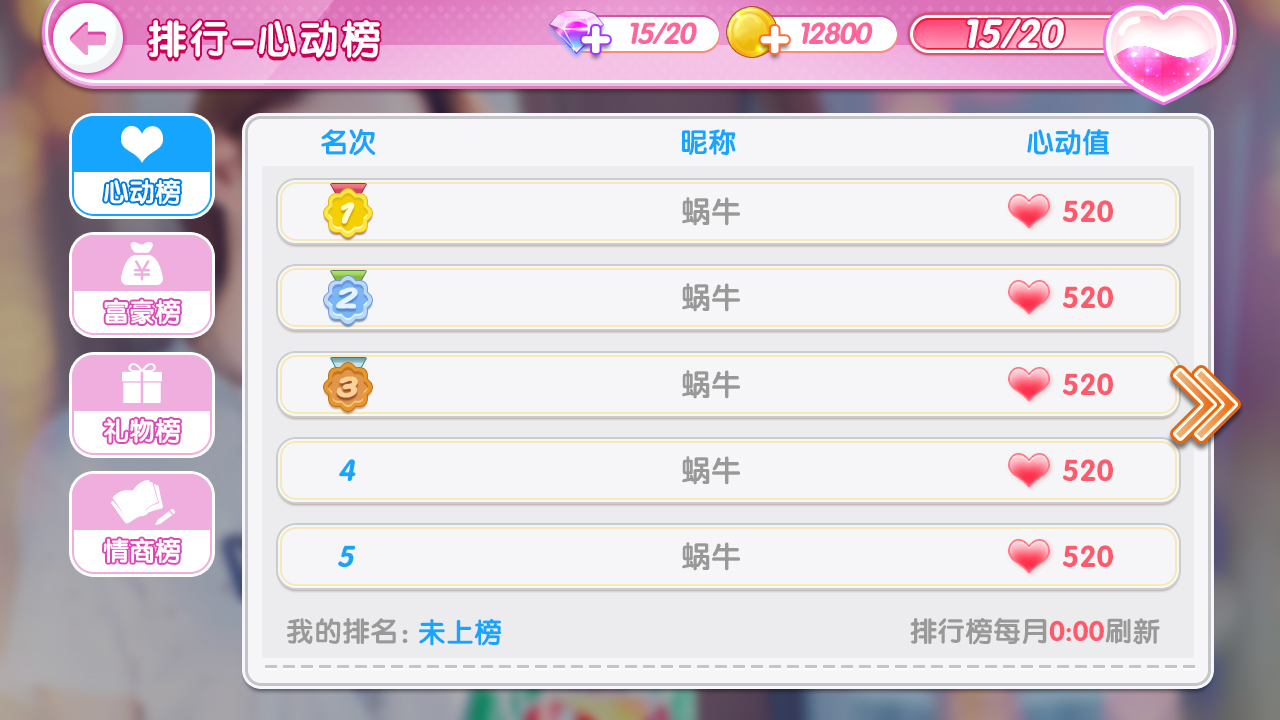 排行-心动榜
15/20
12800
15/20
心动榜
富豪榜
礼物榜
情商榜
名次 昵称 心动值
1 蜗牛 520
2 蜗牛 520
3 蜗牛 520
4 蜗牛 520
5 蜗牛 520
我的排名: 未上榜
排行榜每月0:00刷新